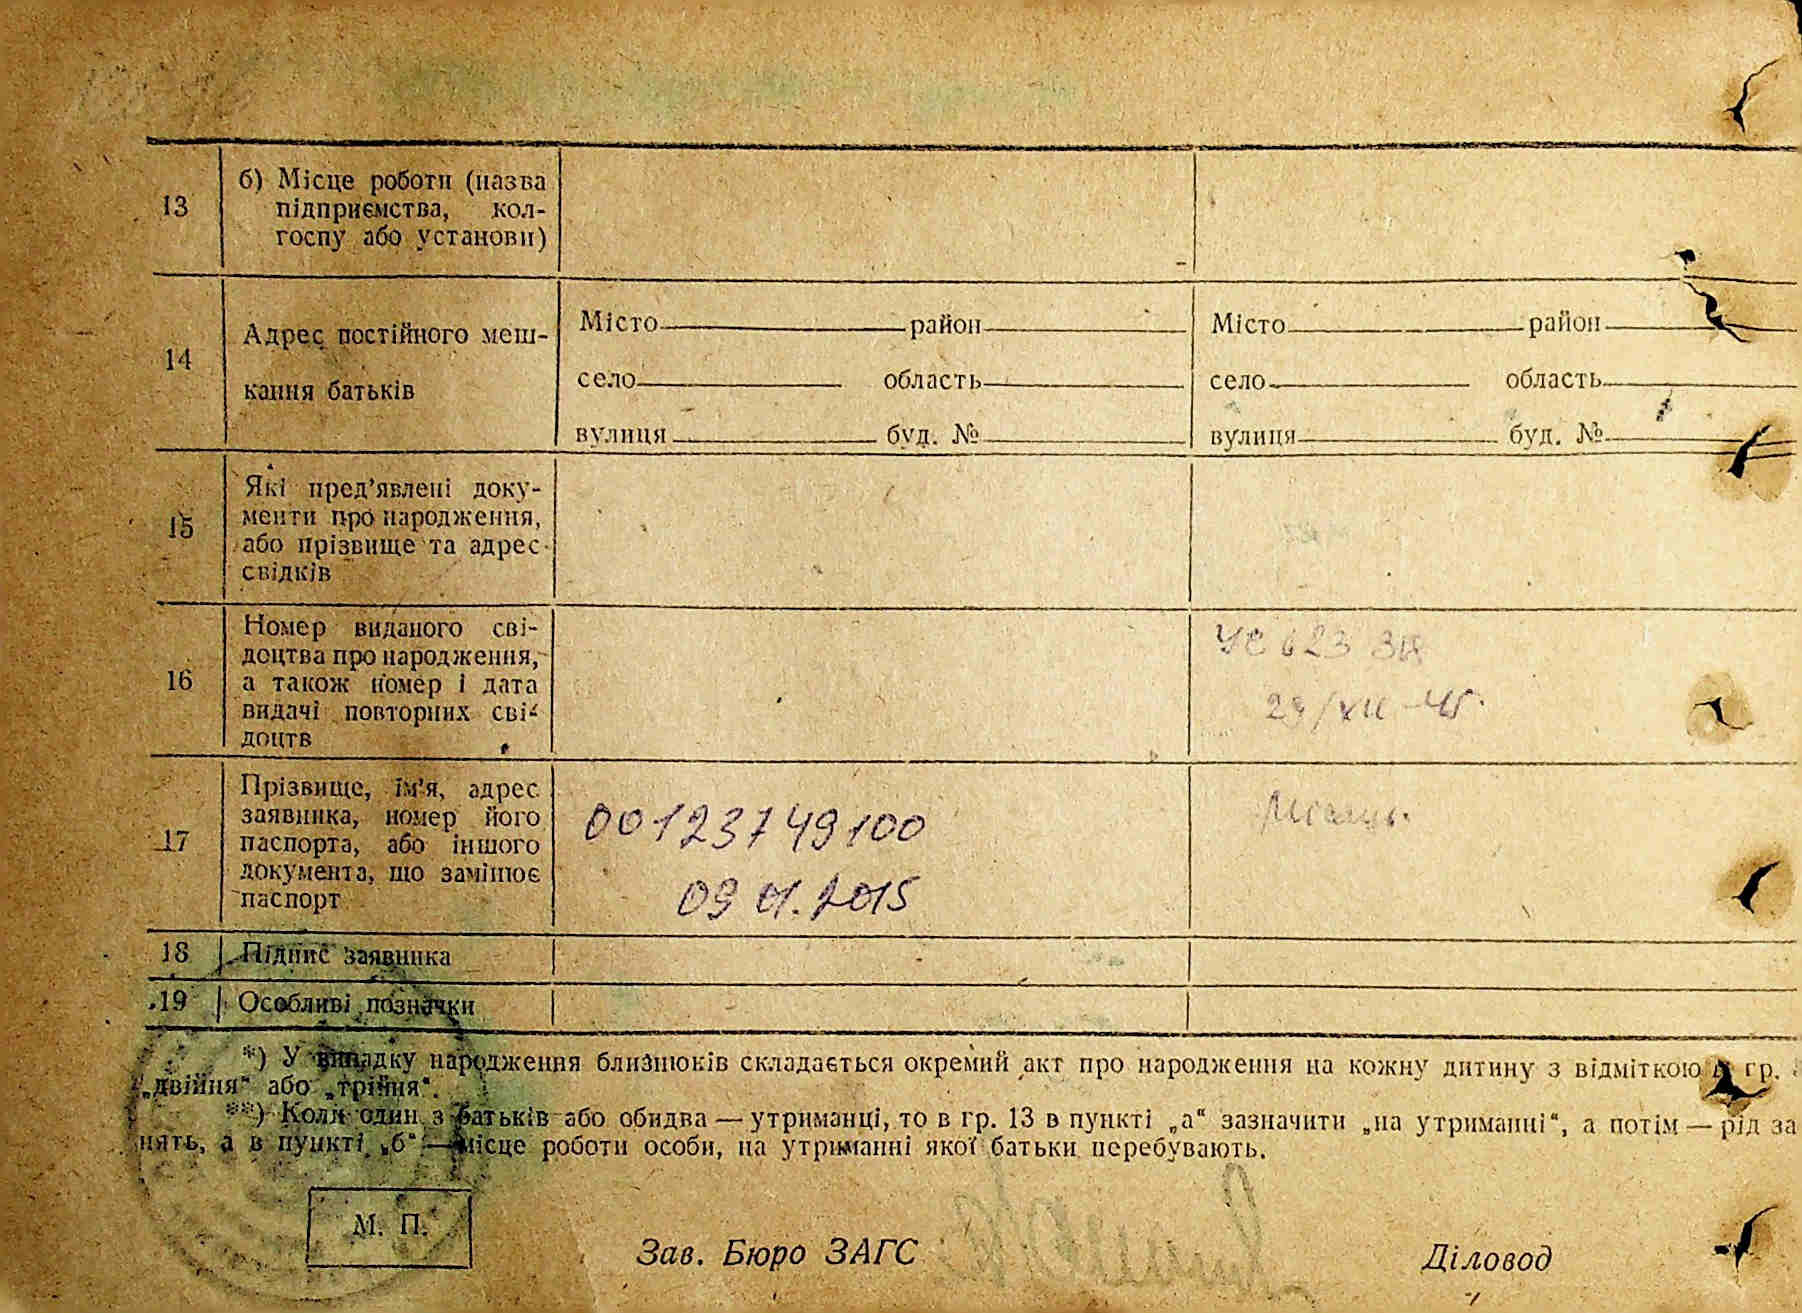 13
б) Місце роботи (назва
підприємства, кол-
госпу або установи)
14
Адрес постійного меш-
кання батьків
Місто район
село область
вулиця буд. №
Місто район
село область
вулиця буд. №
15
Які пред’явлені доку-
менти про народження,
або прізвище та адрес
свідків
16
Номер виданого сві-
доцтва про народження,
а також номер і дата
видачі повторних сві-
доцтв
623
17
Прізвище, ім’я, адрес
заявника, номер його
паспорта, або іншого
документа, що замінює
паспорт
00123749100
09 01.2015
18 Підпис заявника
19 Особливі позначки
*) У випадку народження близнюків складається окремий акт про народження на кожну дитину з відміткою в гр.
„двійня“ або „трійня“.
**) Коли один з батьків або обидва — утриманці, то в гр. 13 в пункті „а“ зазначити „на утриманні“, а потім — рід за
нять, а в пункті „б“ — місце роботи особи, на утриманні якої батьки перебувають.
М. П.
Зав. Бюро ЗАГС
Діловод